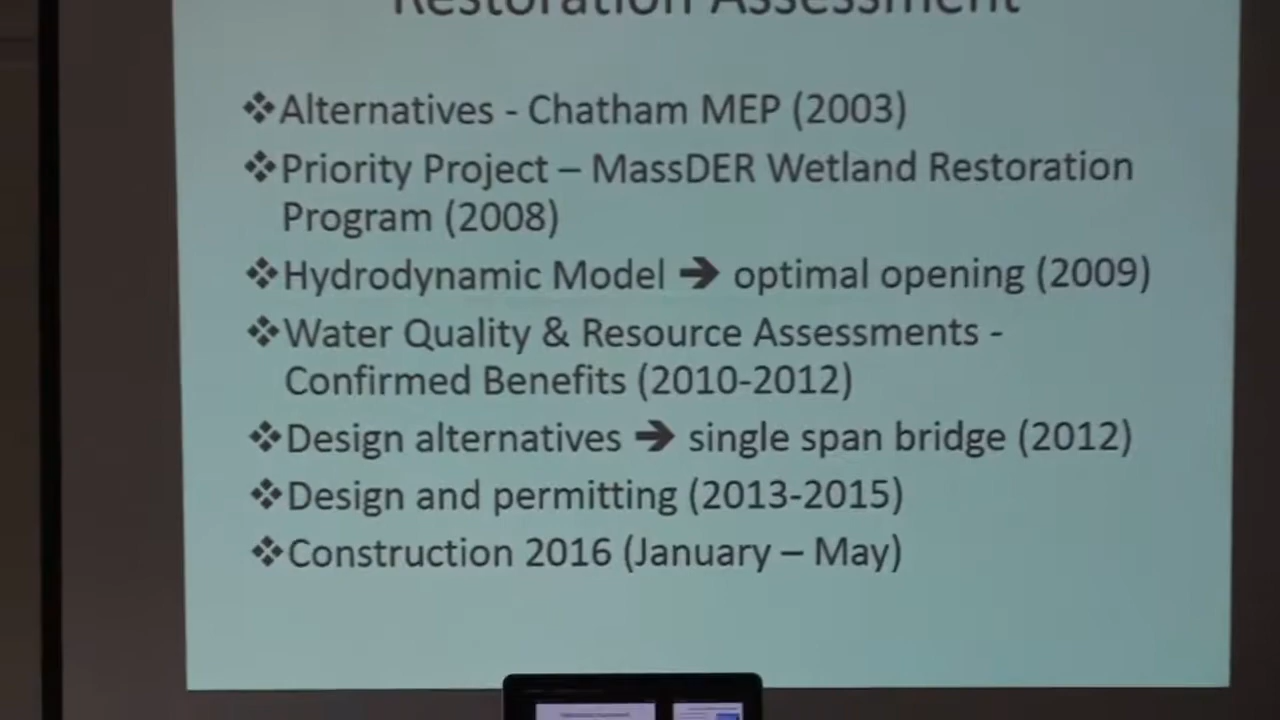 Restoration Assessment
❖Alternatives - Chatham MEP (2003)
❖Priority Project – MassDER Wetland Restoration
Program (2008)
❖Hydrodynamic Model ➔ optimal opening (2009)
❖Water Quality & Resource Assessments -
Confirmed Benefits (2010-2012)
❖Design alternatives ➔ single span bridge (2012)
❖Design and permitting (2013-2015)
❖Construction 2016 (January – May)